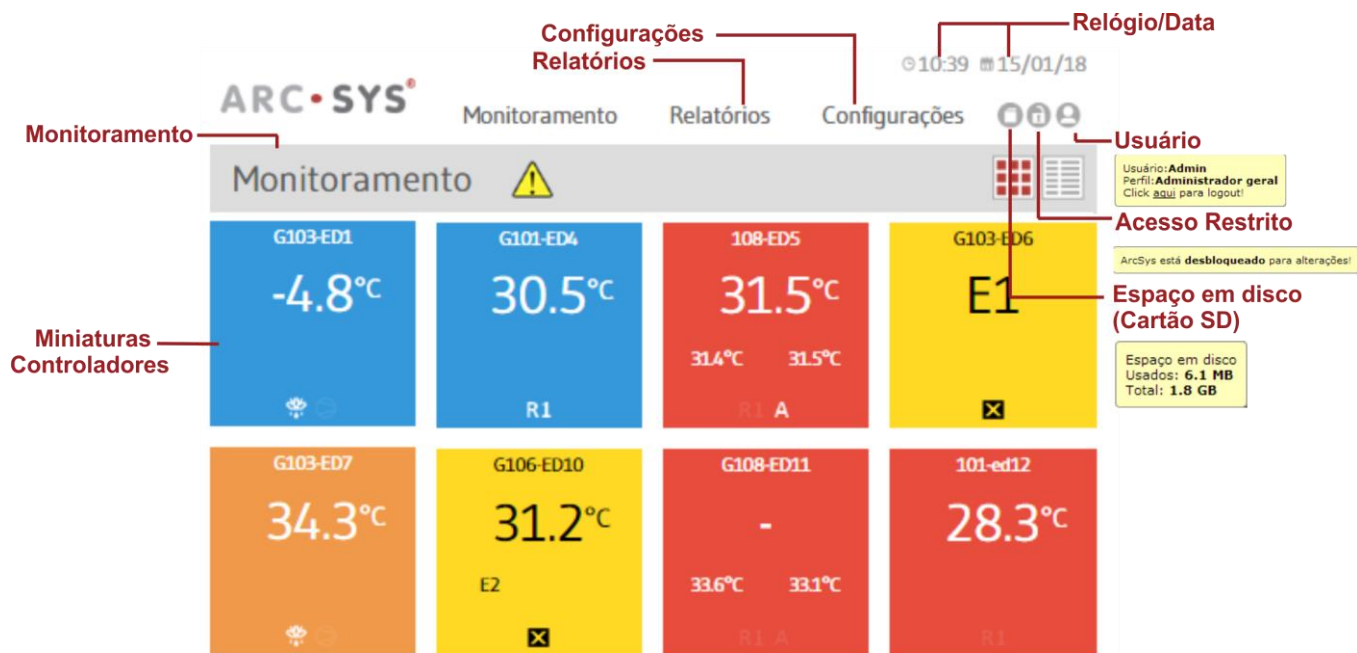 Relógio/Data
Configurações
Relatórios
10:39 15/01/18
ARC•SYS®
Monitoramento Relatórios Configurações
Monitoramento
Usuário
Monitoramento
Usuário:Admin
Perfil:Administrador geral
Click aqui para logout!
Acesso Restrito
ArcSys está desbloqueado para alterações!
Espaço em disco
(Cartão SD)
Espaço em disco
Usados: 6.1 MB
Total: 1.8 GB
Miniaturas
Controladores
G103-ED1
-4.8°C
G101-ED4
30.5°C
R1
108-ED5
31.5°C
31.4°C 31.5°C
R1 A
G103-ED6
E1
G103-ED7
34.3°C
G106-ED10
31.2°C
E2
G108-ED11
-
33.6°C 33.1°C
R1 A
101-ed12
28.3°C
R1